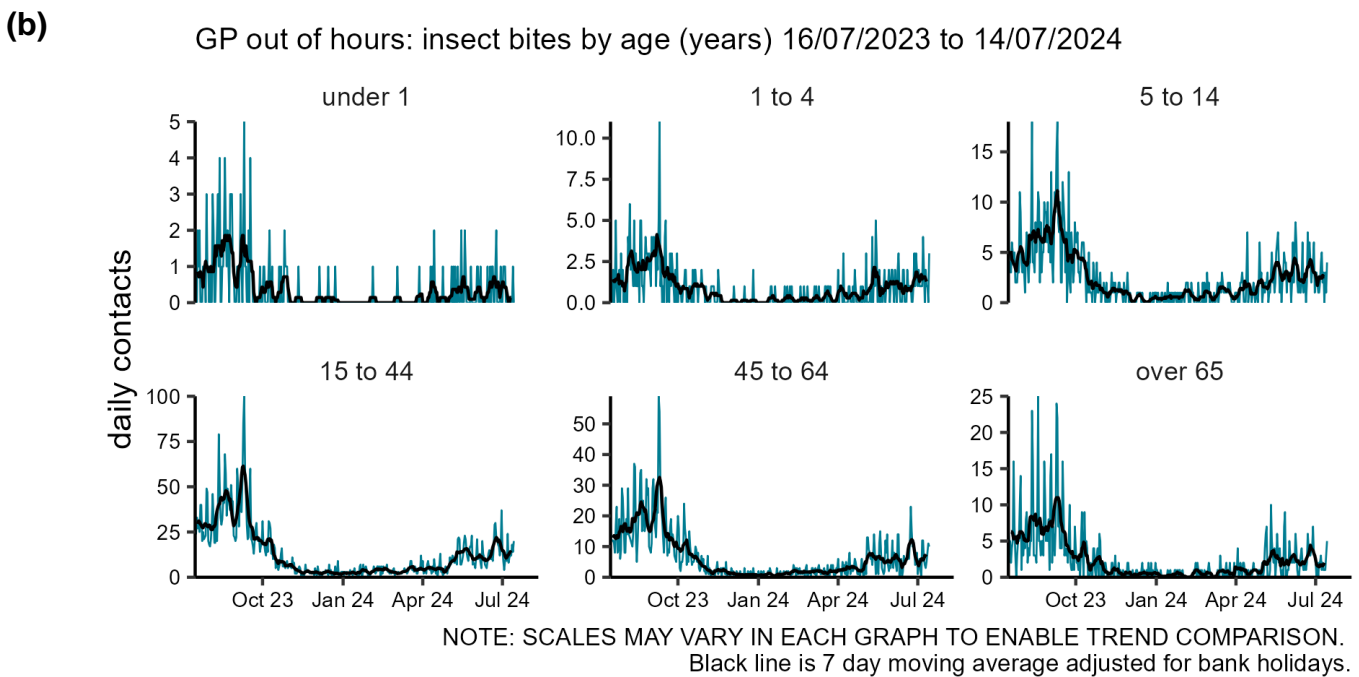 (b)
GP out of hours: insect bites by age (years) 16/07/2023 to 14/07/2024
daily contacts
under 1
5
4
3
2
1
0
1 to 4
10.0
7.5
5.0
2.5
0.0
5 to 14
15
10
5
0
15 to 44
100
75
50
25
0
Oct 23 Jan 24 Apr 24 Jul 24
45 to 64
50
40
30
20
10
0
Oct 23 Jan 24 Apr 24 Jul 24
over 65
25
20
15
10
5
0
Oct 23 Jan 24 Apr 24 Jul 24
NOTE: SCALES MAY VARY IN EACH GRAPH TO ENABLE TREND COMPARISON.
Black line is 7 day moving average adjusted for bank holidays.